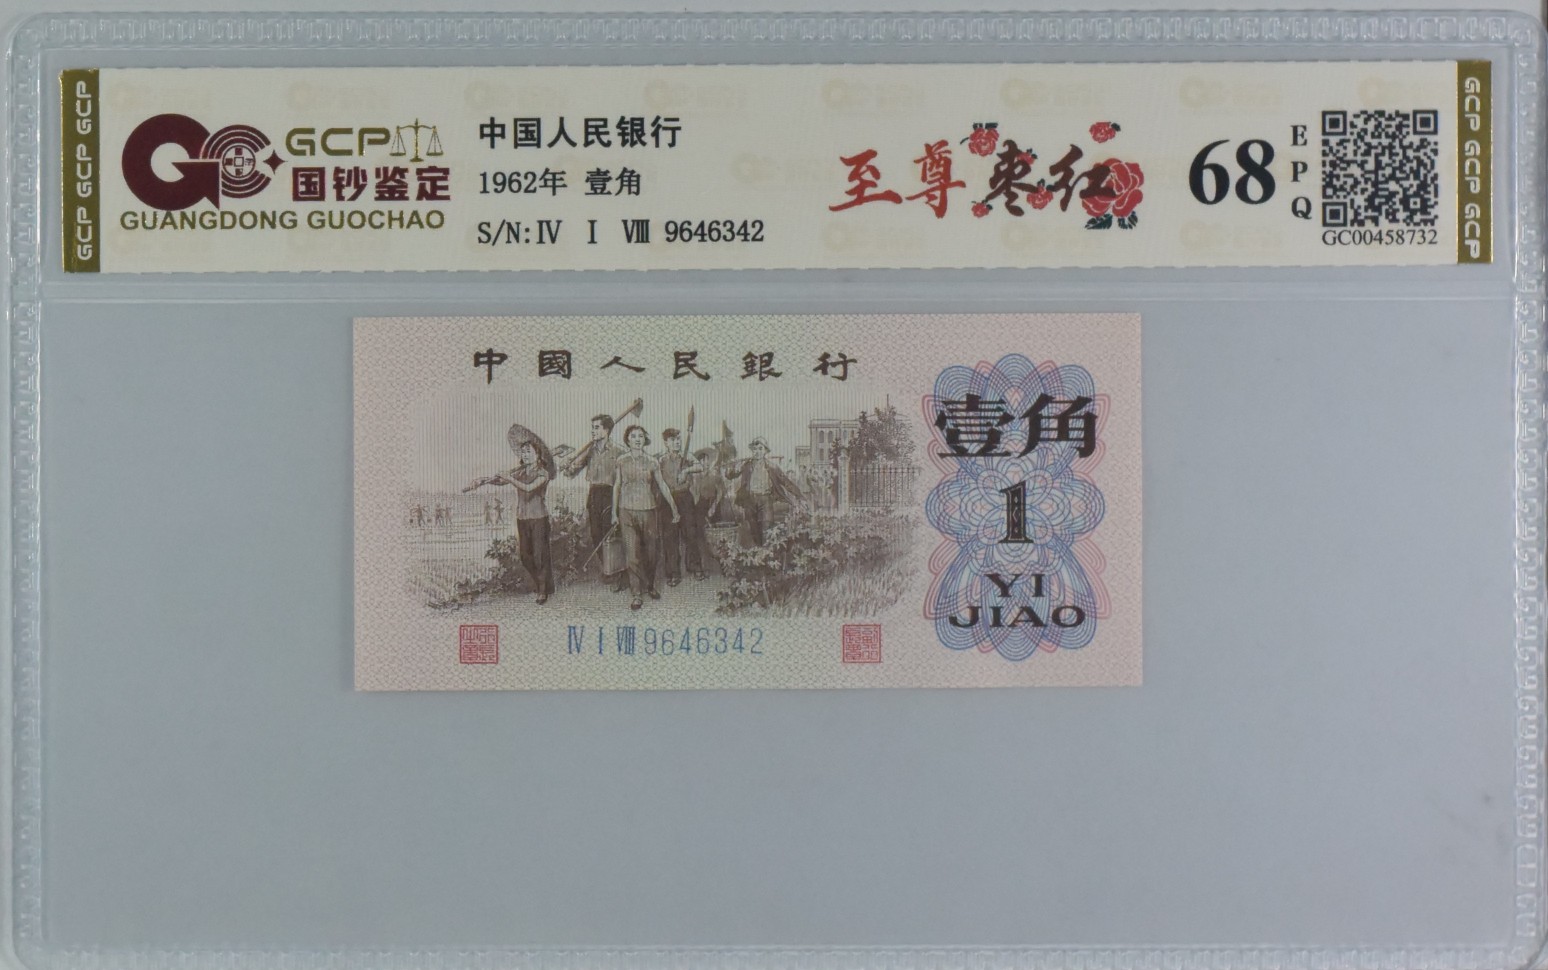 GCP GCP GCP
GCP
国钞鉴定
GUANGDONG GUOCHAO
中国人民银行
1962年 壹角
S/N:Ⅳ Ⅰ Ⅷ 9646342
至尊枣红
68
E
P
Q
GC00458732
GCP GCP GCP
中國人民銀行
壹角
1
YI
JIAO
Ⅳ Ⅰ Ⅷ 9646342